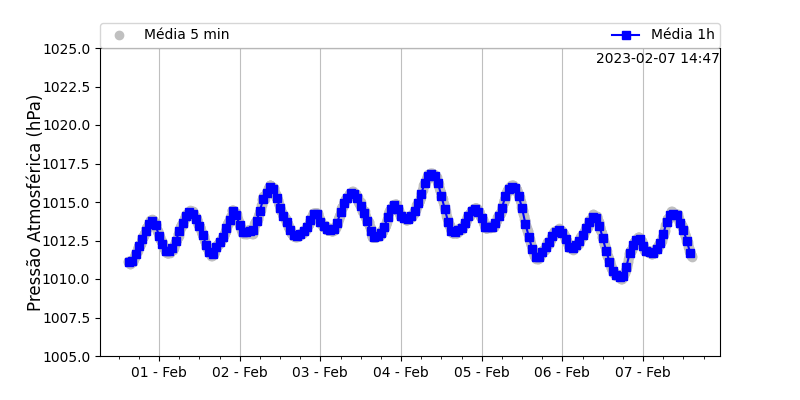 Média 5 min
Média 1h
2023-02-07 14:47
Pressão Atmosférica (hPa)
1025.0
1022.5
1020.0
1017.5
1015.0
1012.5
1010.0
1007.5
1005.0
01 - Feb
02 - Feb
03 - Feb
04 - Feb
05 - Feb
06 - Feb
07 - Feb